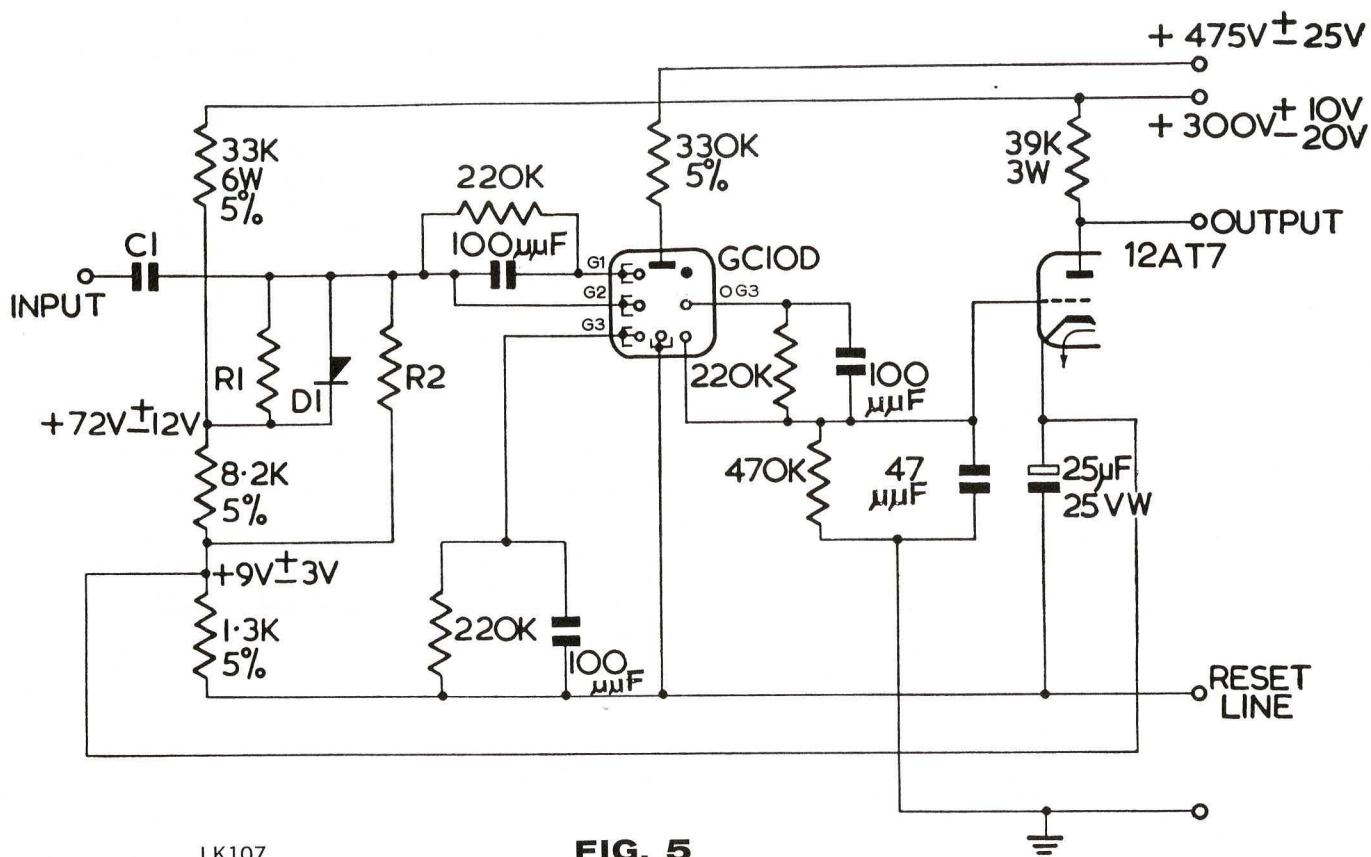 + 475V ± 25V
+ 300V + 10V
− 20V
33K
6W
5%
220K
100µµF
330K
5%
39K
3W
OUTPUT
12AT7
C1
INPUT
G1
G2
G3
GC10D
G3
R1
D1
R2
220K
100
µµF
+72V±12V
8·2K
5%
470K
47
µµF
25µF
25VW
+9V±3V
1·3K
5%
220K
100
µµF
RESET
LINE
LK107
FIG. 5